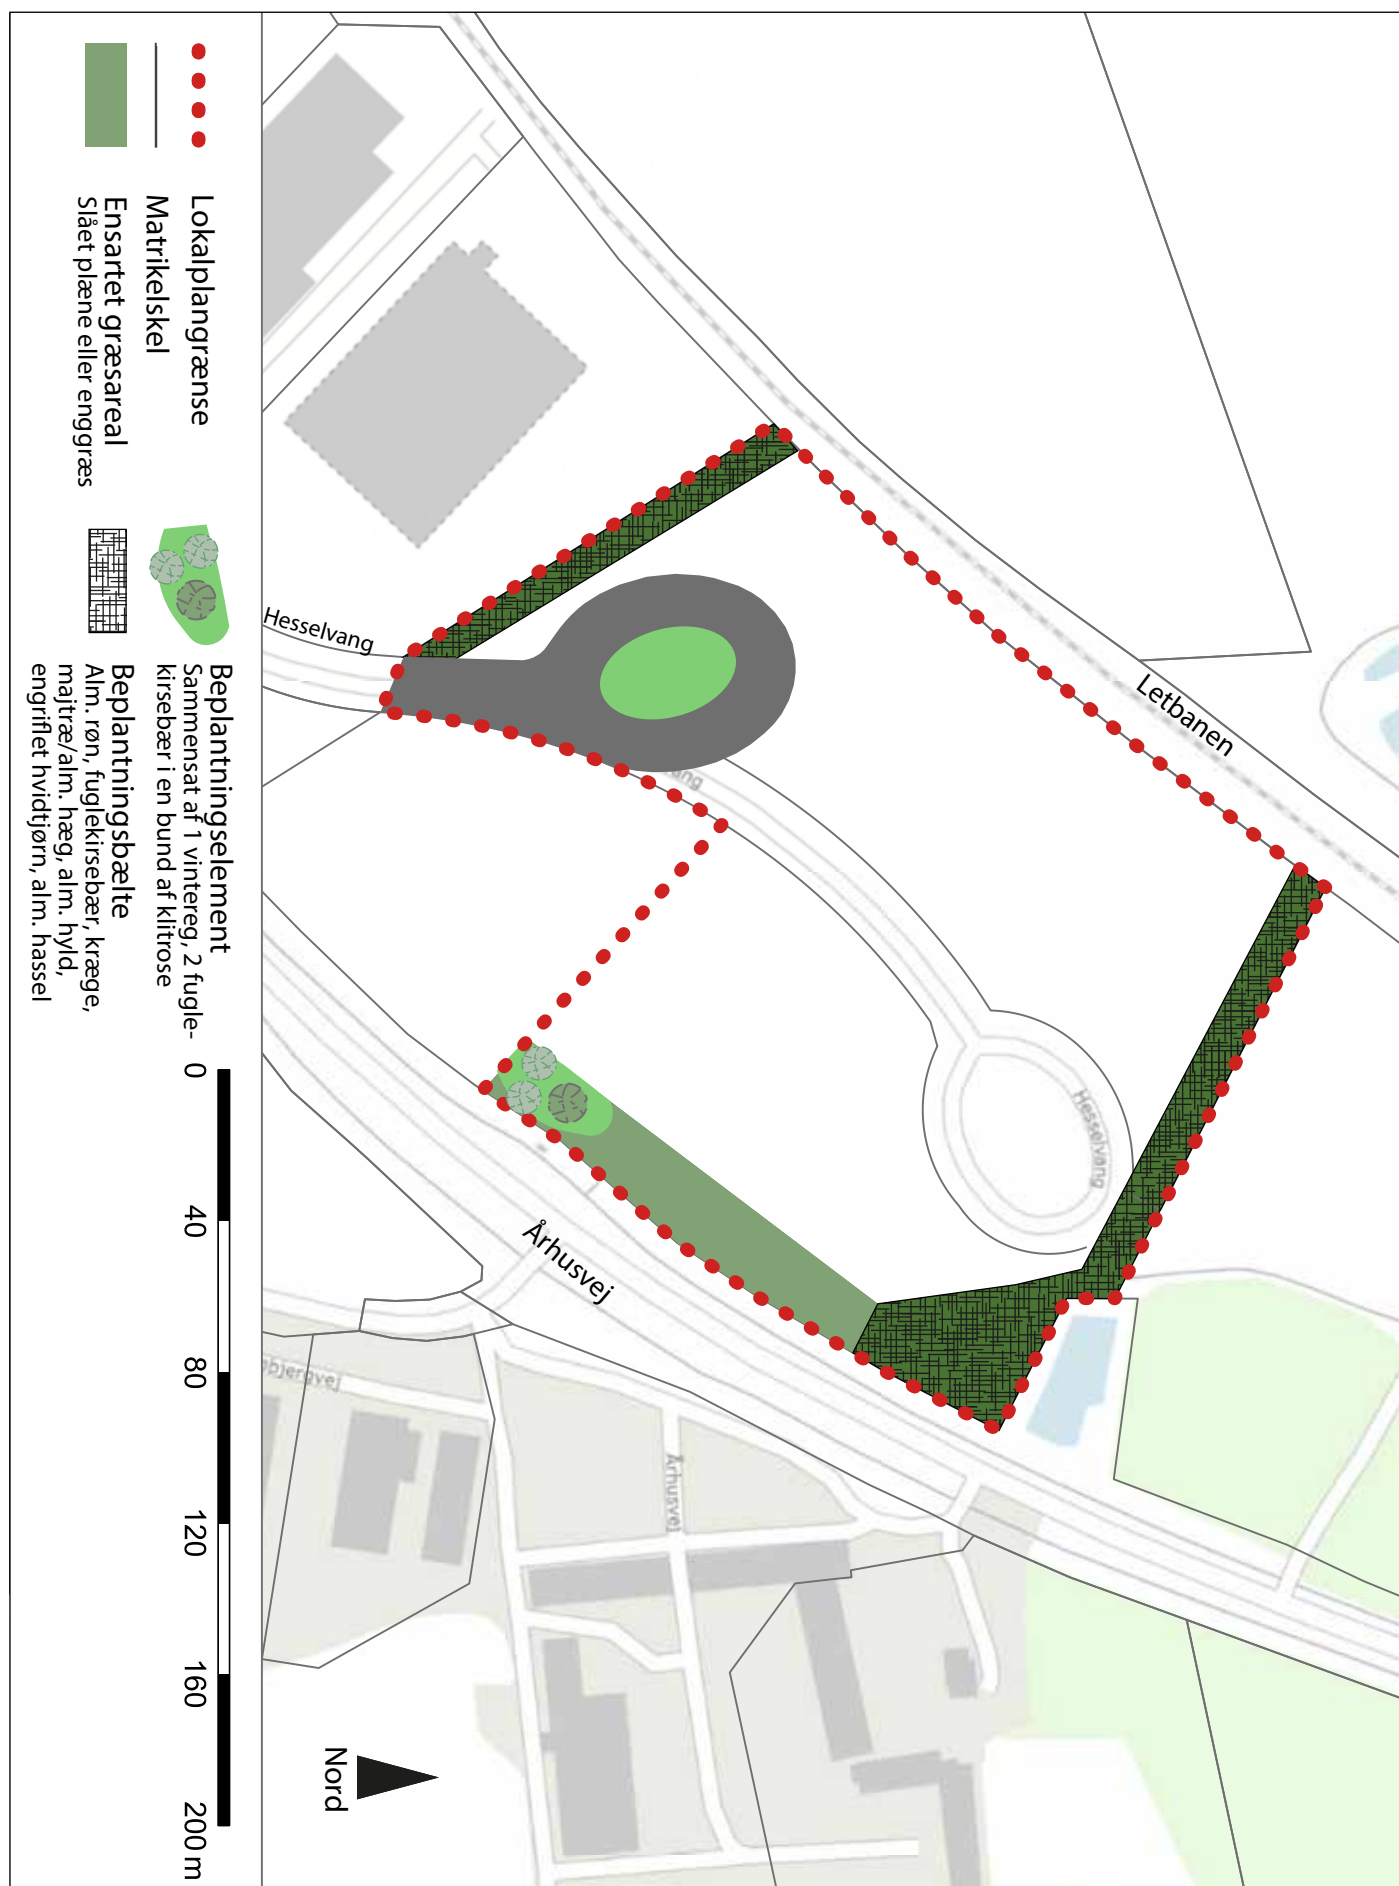 Lokalplangrænse
Matrikelskel
Ensartet græsareal
Slået plæne eller enggræs
Beplantningselement
Sammensat af 1 vintereg, 2 fugle-
kirsebær i en bund af klitrose
Beplantningsbælte
Alm. røn, fuglekirsebær, kræge,
majtræ/alm. hæg, alm. hyld,
engriflet hvidtjørn, alm. hassel
0 40 80 120 160 200 m
Nord
Letbanen
Hesselvang
Hesselvang
Århusvej
Århusvej